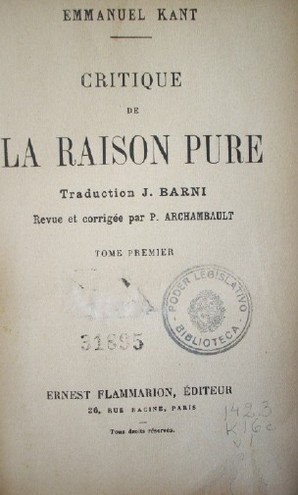 EMMANUEL KANT
CRITIQUE
DE
LA RAISON PURE
Traduction J. BARNI
Revue et corrigée par P. ARCHAMBAULT
TOME PREMIER
PODER LEGISLATIVO
BIBLIOTECA
31895
ERNEST FLAMMARION, ÉDITEUR
26, RUE RACINE, PARIS
Tous droits réservés.
142.3
K16c
v.1